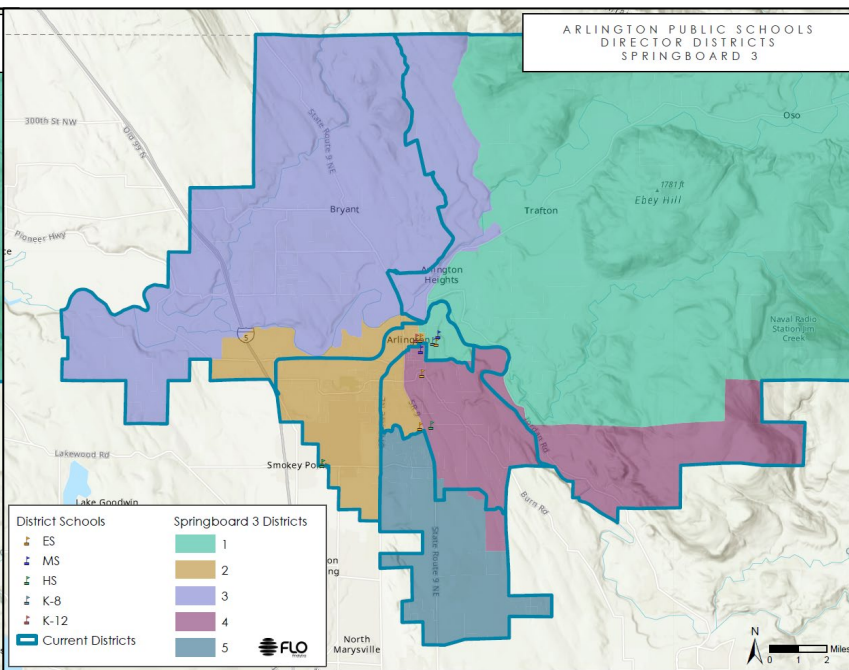 ARLINGTON PUBLIC SCHOOLS
DIRECTOR DISTRICTS
SPRINGBOARD 3
300th St NW
Old 99 N
State Route 9 NE
Oso
1781 ft
Ebey Hill
Bryant
Trafton
Pioneer Hwy
ce
Arlington
Heights
Naval Radio
Station Jim
Creek
5
Arlington
SR 9
Lakewood Rd
Smokey Point
Burn Rd
Lake Goodwin
State Route 9 NE
North
Marysville
District Schools
ES
MS
HS
K-8
K-12
Current Districts
Springboard 3 Districts
1
2
3
4
5
FLO
N
0 1 2 Miles